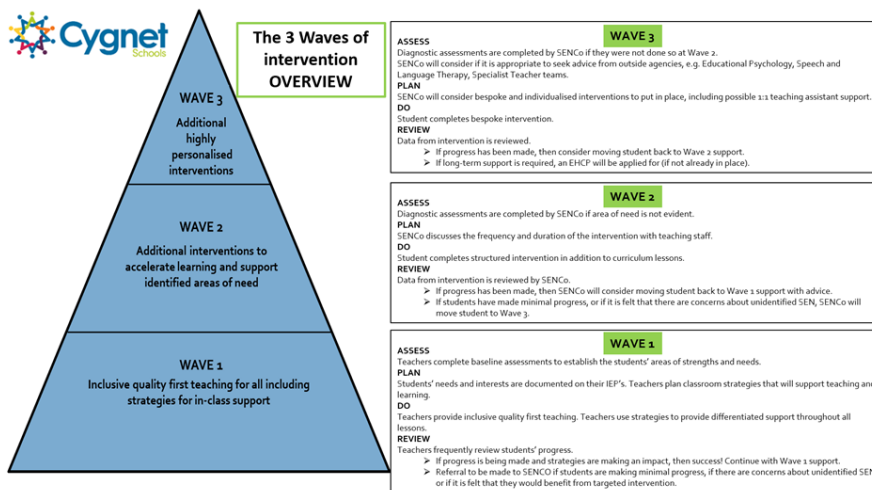 Cygnet
Schools
The 3 Waves of
intervention
OVERVIEW
WAVE 3
Additional
highly
personalised
interventions
WAVE 2
Additional interventions to
accelerate learning and support
identified areas of need
WAVE 1
Inclusive quality first teaching for all including
strategies for in-class support
WAVE 3
ASSESS
Diagnostic assessments are completed by SENCo if they were not done so at Wave 2.
SENCo will consider if it is appropriate to seek advice from outside agencies, e.g. Educational Psychology, Speech and
Language Therapy, Specialist Teacher teams.
PLAN
SENCo will consider bespoke and individualised interventions to put in place, including possible 1:1 teaching assistant support.
DO
Student completes bespoke intervention.
REVIEW
Data from intervention is reviewed.
➢ If progress has been made, then consider moving student back to Wave 2 support.
➢ If long-term support is required, an EHCP will be applied for (if not already in place).
WAVE 2
ASSESS
Diagnostic assessments are completed by SENCo if area of need is not evident.
PLAN
SENCo discusses the frequency and duration of the intervention with teaching staff.
DO
Student completes structured intervention in addition to curriculum lessons.
REVIEW
Data from intervention is reviewed by SENCo.
➢ If progress has been made, then SENCo will consider moving student back to Wave 1 support with advice.
➢ If students have made minimal progress, or if it is felt that there are concerns about unidentified SEN, SENCo will
move student to Wave 3.
WAVE 1
ASSESS
Teachers complete baseline assessments to establish the students' areas of strengths and needs.
PLAN
Students' needs and interests are documented on their IEP's. Teachers plan classroom strategies that will support teaching and
learning.
DO
Teachers provide inclusive quality first teaching. Teachers use strategies to provide differentiated support throughout all
lessons.
REVIEW
Teachers frequently review students' progress.
➢ If progress is being made and strategies are making an impact, then success! Continue with Wave 1 support.
➢ Referral to be made to SENCO if students are making minimal progress, if there are concerns about unidentified SEN
or if it is felt that they would benefit from targeted intervention.